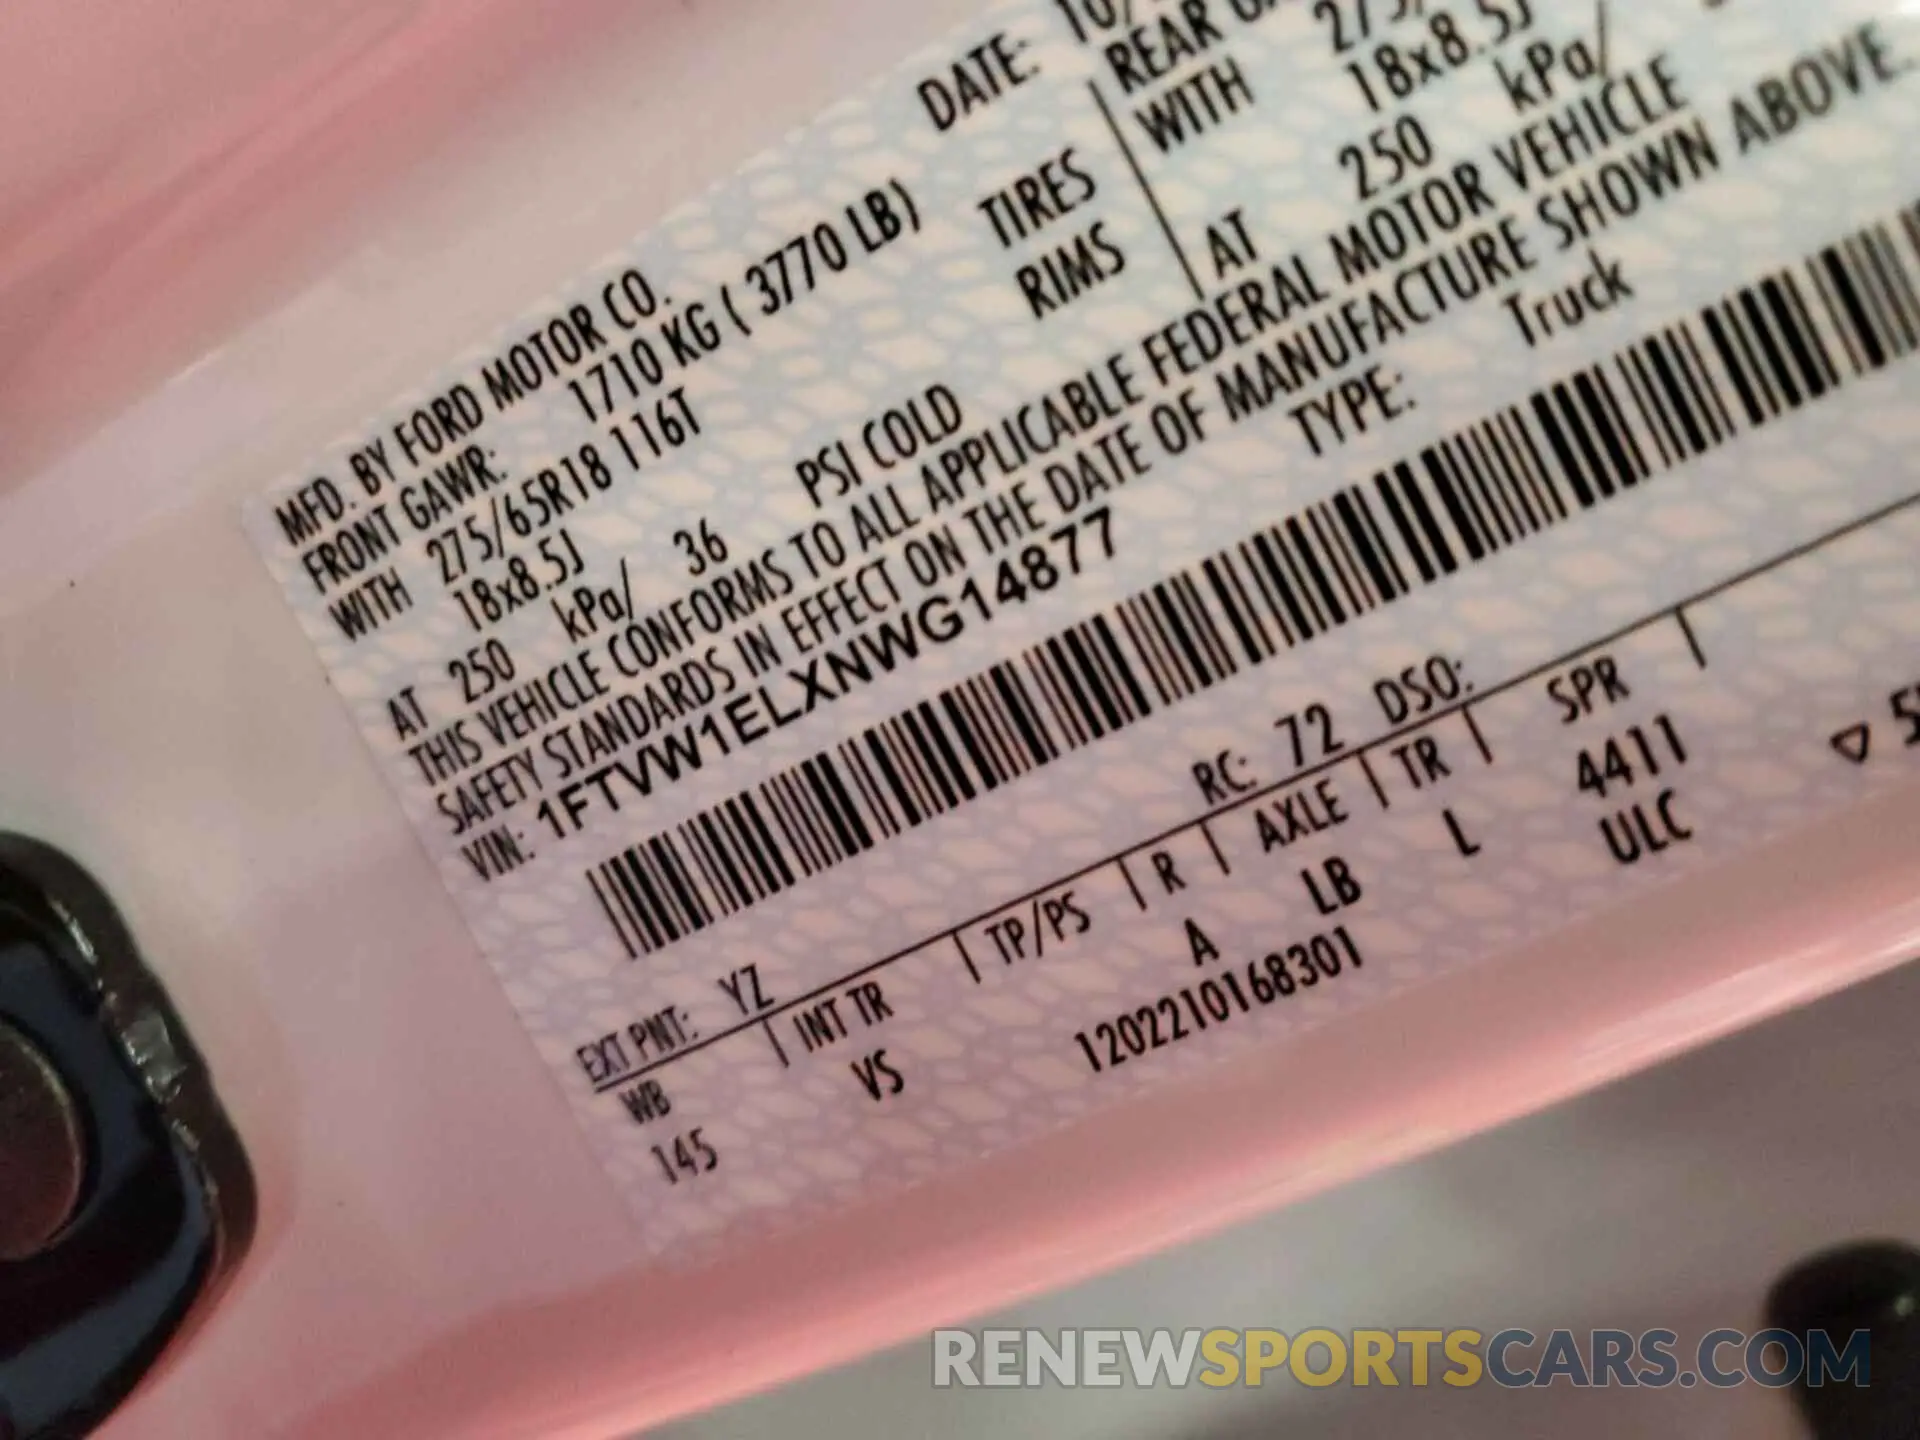 MFD. BY FORD MOTOR CO.
DATE: 10/
FRONT GAWR: 1710 KG ( 3770 LB)
REAR
WITH 275/65R18 116T TIRES
WITH
18x8.5J RIMS
18x8.5J
AT 250 kPa/ 36 PSI COLD
AT 250 kPa/
THIS VEHICLE CONFORMS TO ALL APPLICABLE FEDERAL MOTOR VEHICLE
SAFETY STANDARDS IN EFFECT ON THE DATE OF MANUFACTURE SHOWN ABOVE.
VIN: 1FTVW1ELXNWG14877
TYPE: Truck
EXT PNT: YZ RC: 72 DSO:
WB | INT TR | TP/PS | R | AXLE | TR | SPR |
145 VS A LB L 4411
1202210168301 ULC
RENEWSPORTSCARS.COM